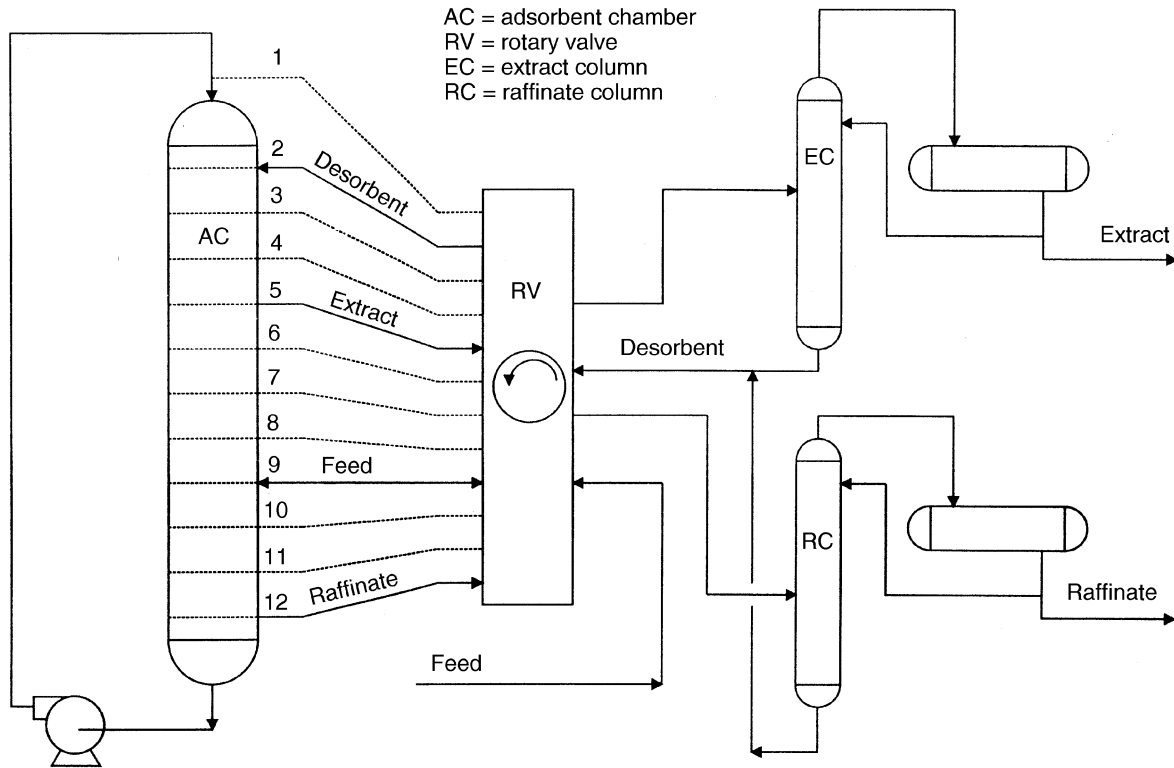 AC = adsorbent chamber
RV = rotary valve
EC = extract column
RC = raffinate column
1
2
Desorbent
3
AC
4
5
Extract
6
7
8
9
Feed
10
11
12
Raffinate
RV
EC
Extract
Desorbent
RC
Raffinate
Feed